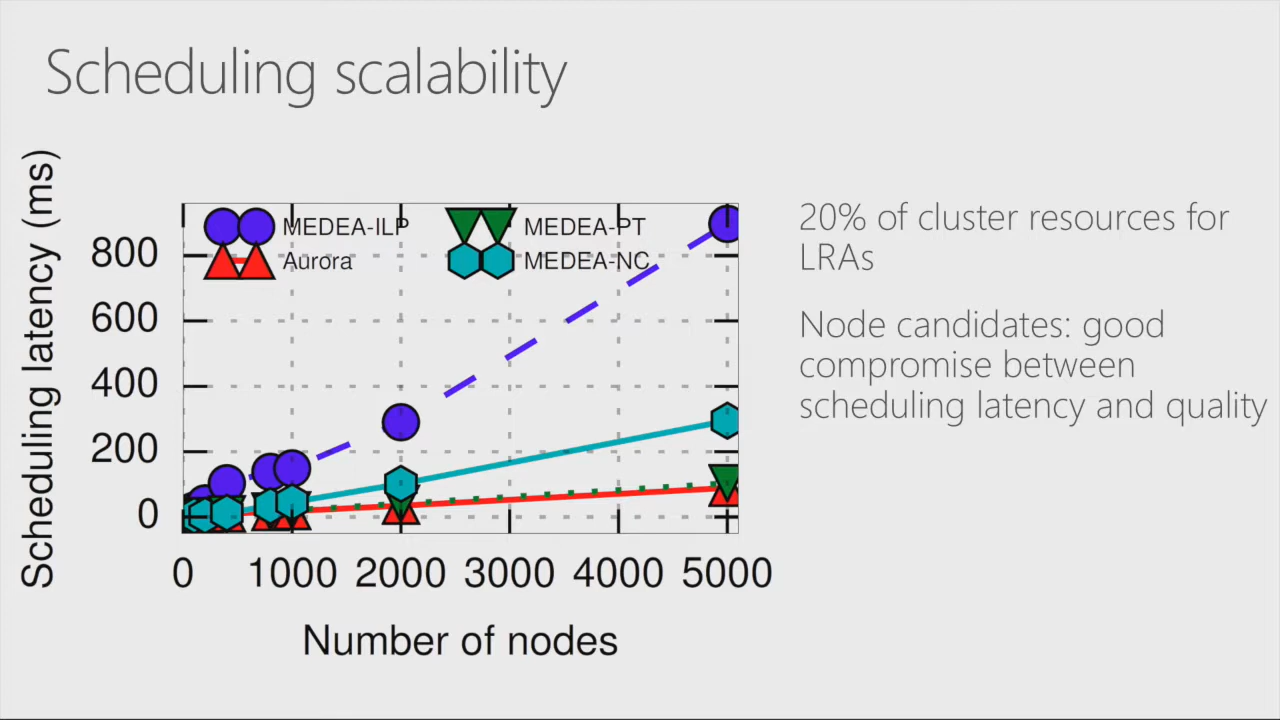 Scheduling scalability
Scheduling latency (ms)
MEDEA-ILP
MEDEA-PT
Aurora
MEDEA-NC
800
600
400
200
0
0 1000 2000 3000 4000 5000
Number of nodes
20% of cluster resources for
LRAs
Node candidates: good
compromise between
scheduling latency and quality